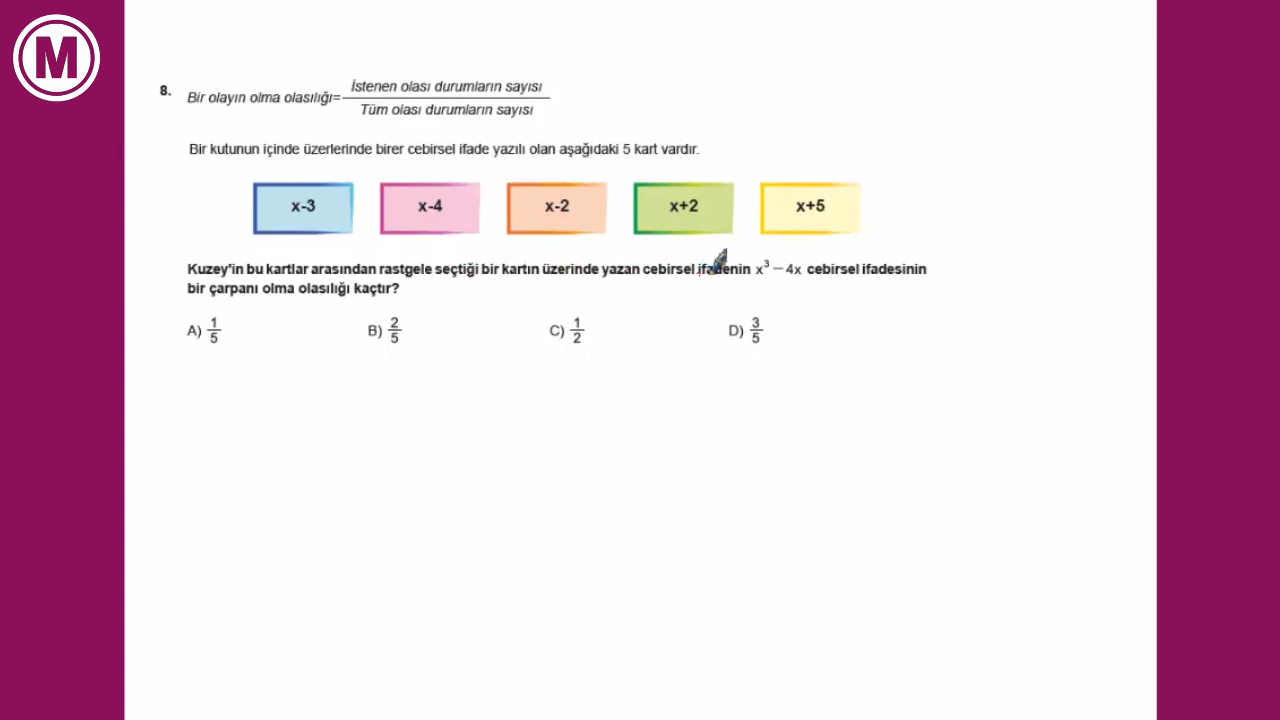 M
8. Bir olayın olma olasılığı= İstenen olası durumların sayısı / Tüm olası durumların sayısı
Bir kutunun içinde üzerlerinde birer cebirsel ifade yazılı olan aşağıdaki 5 kart vardır.
x-3 x-4 x-2 x+2 x+5
Kuzey'in bu kartlar arasından rastgele seçtiği bir kartın üzerinde yazan cebirsel ifadenin x³ – 4x cebirsel ifadesinin
bir çarpanı olma olasılığı kaçtır?
A) 1/5 B) 2/5 C) 1/2 D) 3/5